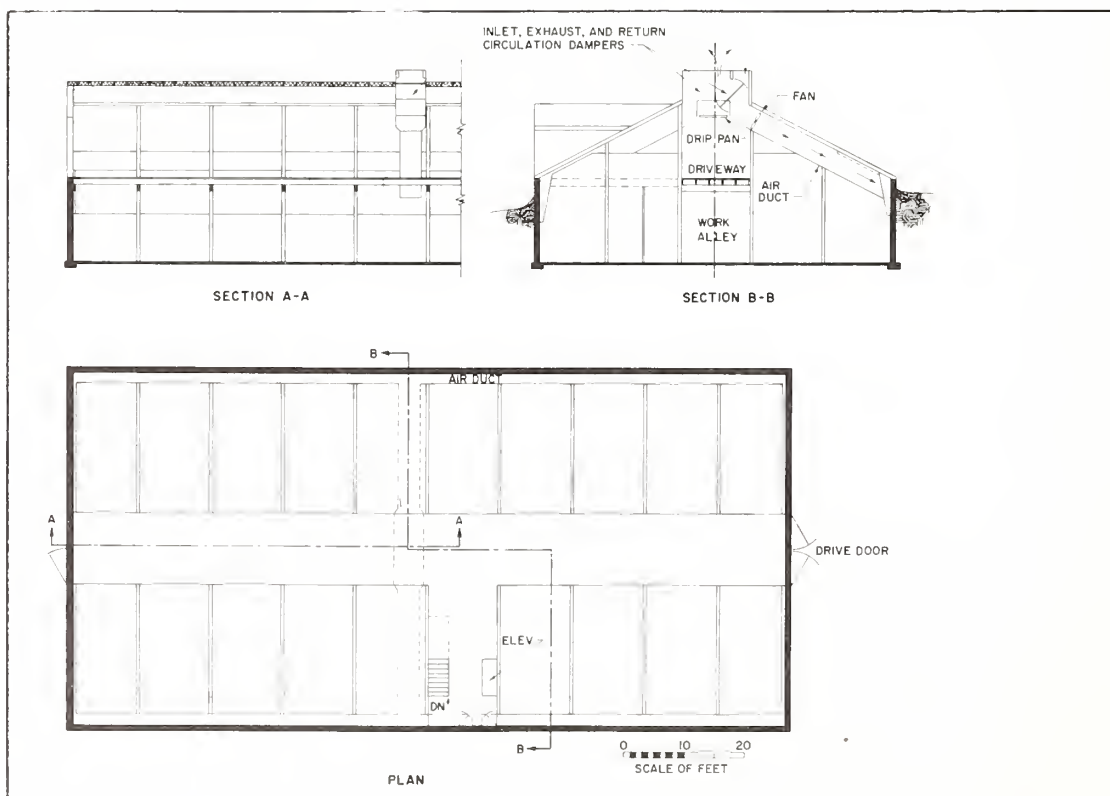 INLET, EXHAUST, AND RETURN
CIRCULATION DAMPERS
FAN
DRIP PAN
DRIVEWAY
AIR
DUCT
WORK
ALLEY
SECTION A-A
SECTION B-B
B
AIR DUCT
A
A
DRIVE DOOR
ELEV
DN
B
0 10 20
SCALE OF FEET
PLAN